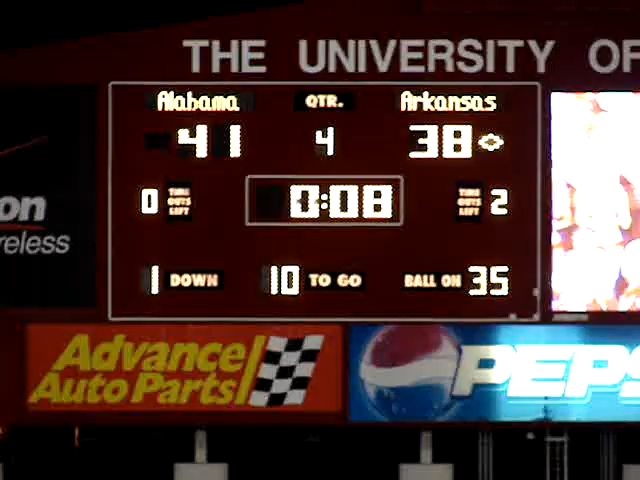 THE UNIVERSITY OF
Alabama QTR. Arkansas
41 4 38
0 TIME OUTS LEFT 0:08 TIME OUTS LEFT 2
1 DOWN 10 TO GO BALL ON 35
on
reless
Advance
Auto Parts
PEPS